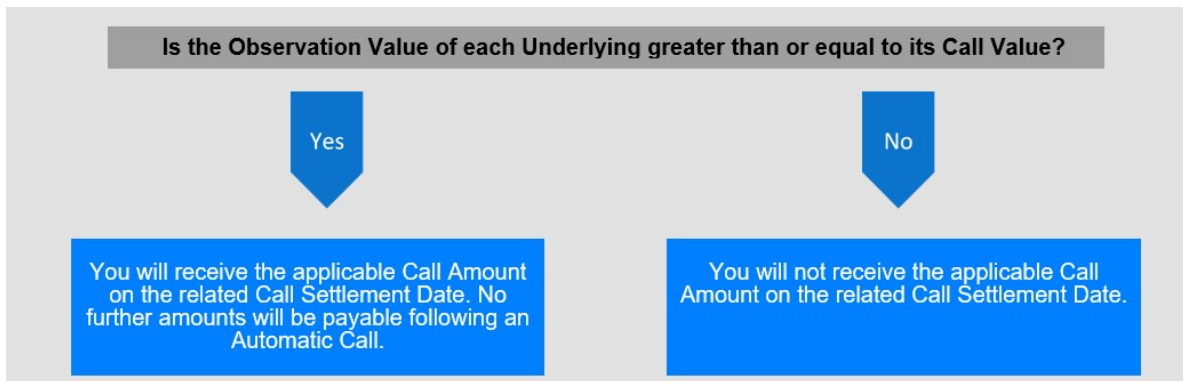 Is the Observation Value of each Underlying greater than or equal to its Call Value?
Yes
No
You will receive the applicable Call Amount
on the related Call Settlement Date. No
further amounts will be payable following an
Automatic Call.
You will not receive the applicable Call
Amount on the related Call Settlement Date.